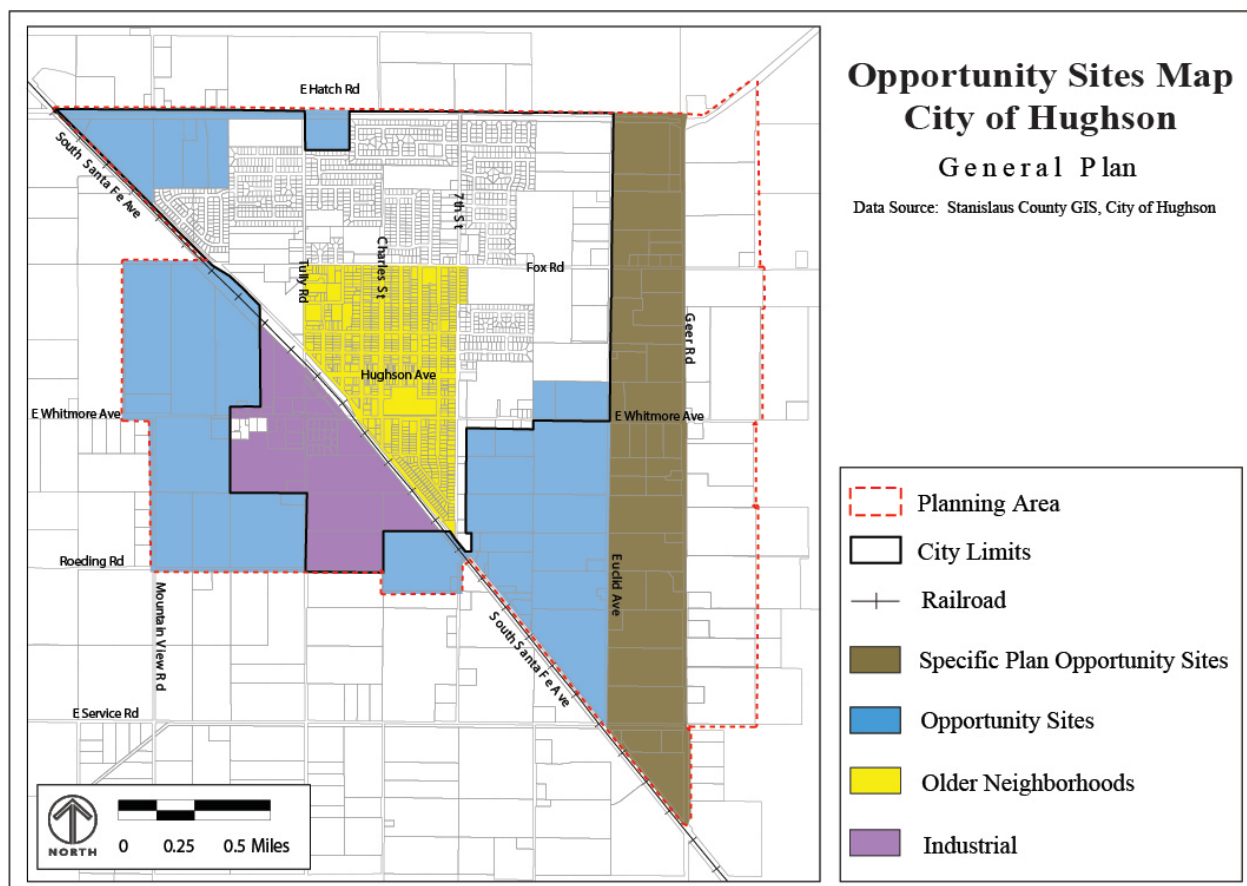 Opportunity Sites Map
City of Hughson
General Plan
Data Source: Stanislaus County GIS, City of Hughson
E Hatch Rd
South Santa Fe Ave
7th St
Charles St
Tully Rd
Fox Rd
Geer Rd
Hughson Ave
E Whitmore Ave
E Whitmore Ave
Roeding Rd
Euclid Ave
Mountain View Rd
South Santa Fe Ave
E Service Rd
NORTH
0 0.25 0.5 Miles
Planning Area
City Limits
Railroad
Specific Plan Opportunity Sites
Opportunity Sites
Older Neighborhoods
Industrial